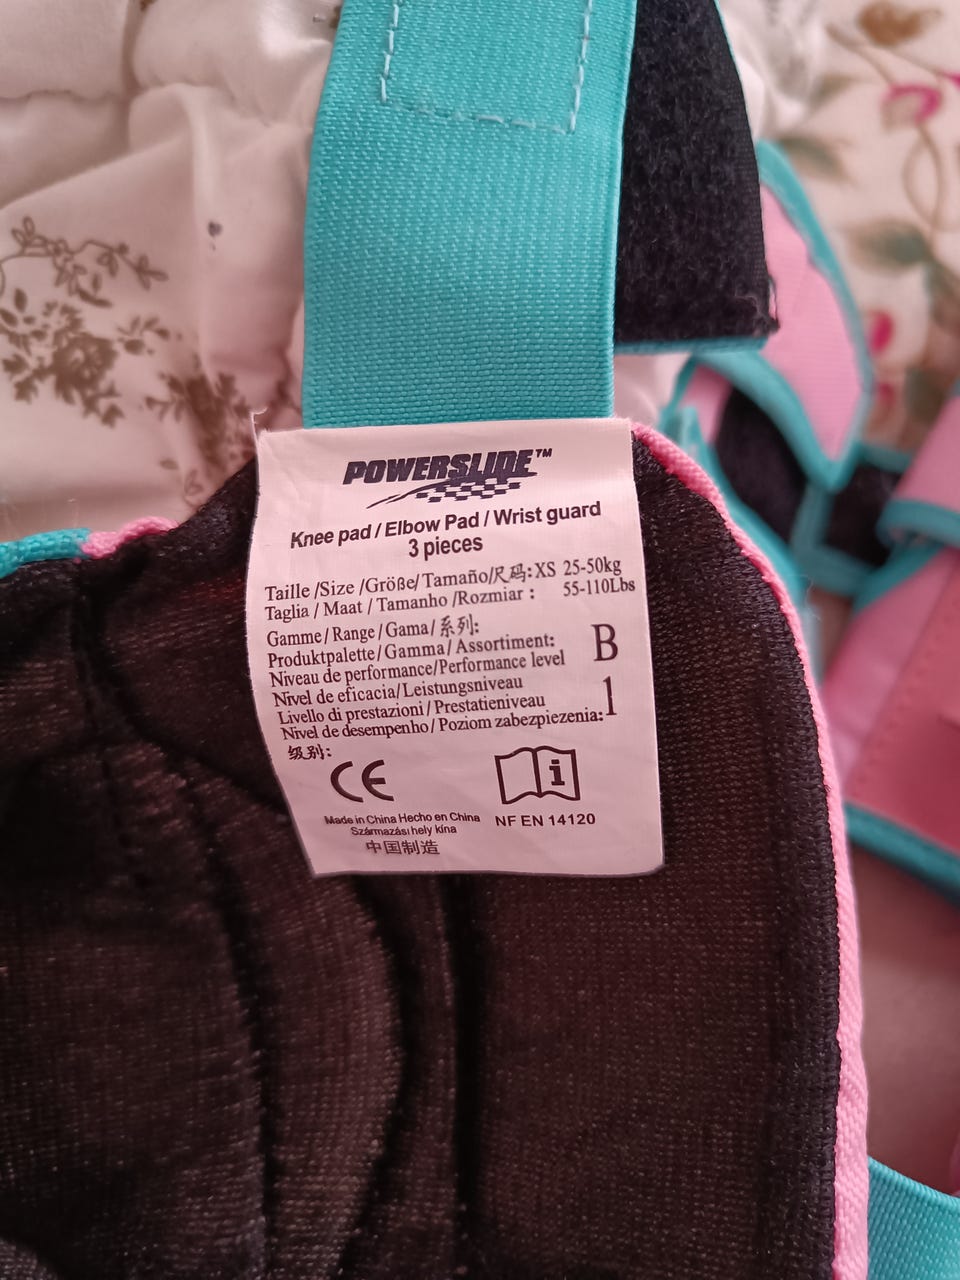 POWERSLIDE™
Knee pad / Elbow Pad / Wrist guard
3 pieces
Taille /Size /Größe/ Tamaño/尺码: XS 25-50kg
Taglia / Maat / Tamanho /Rozmiar : 55-110Lbs
Gamme / Range / Gama / 系列:
Produktpalette / Gamma / Assortiment: B
Niveau de performance/Performance level
Nivel de eficacia/Leistungsniveau
Livello di prestazioni / Prestatieniveau
Nivel de desempenho / Poziom zabezpiezenia: 1
级别:
CE
i
Made in China Hecho en China
Származási hely kína
中国制造
NF EN 14120